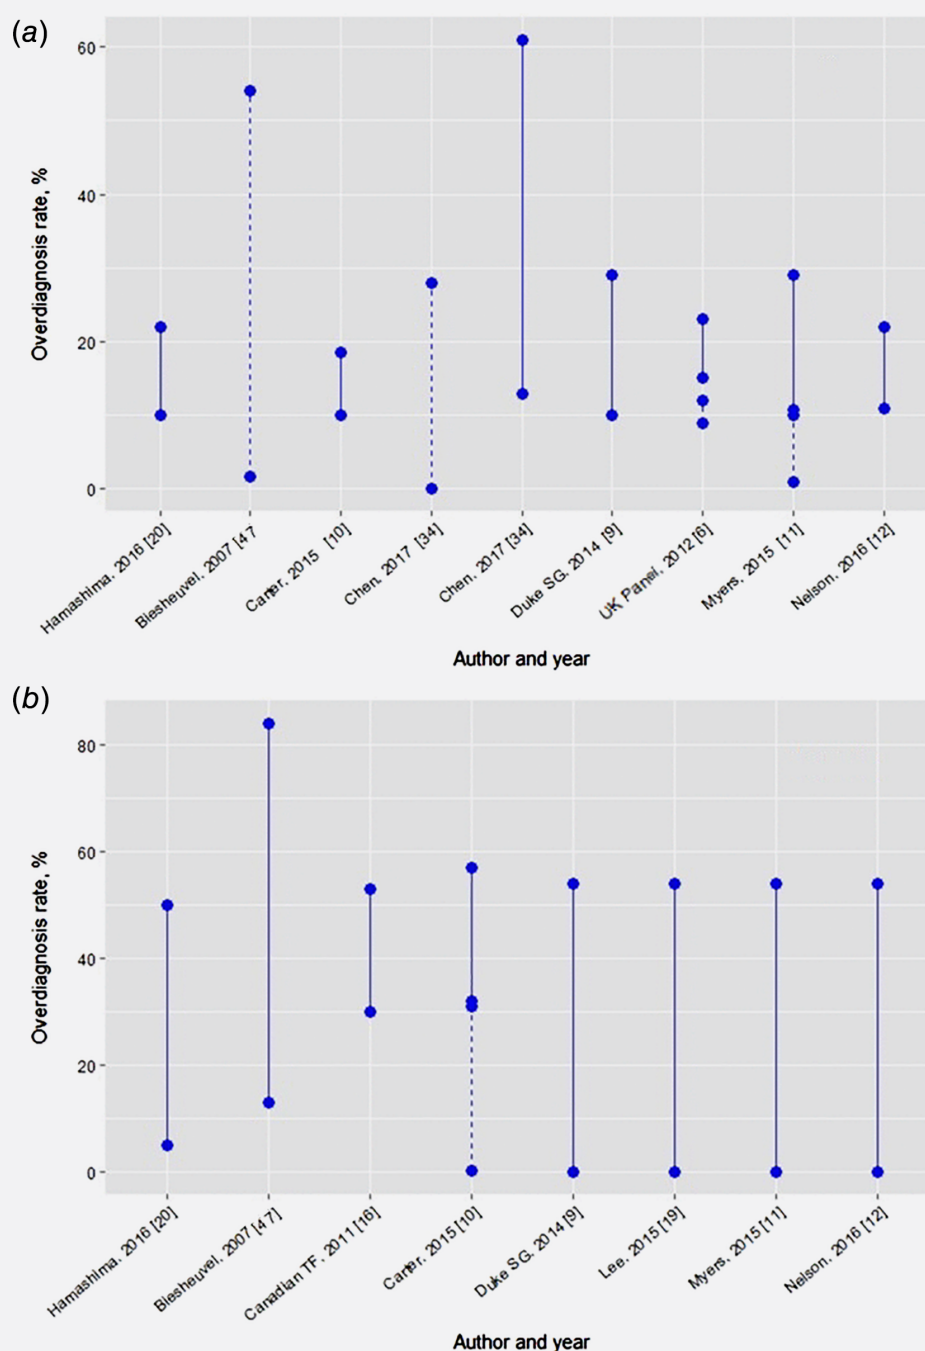 (a)
Overdiagnosis rate, %
60
40
20
0
Hamashima. 2016 [20]
Biesheuvel. 2007 [47
Carter. 2015 [10]
Chen. 2017 [34]
Chen. 2017 [34]
Duke SG. 2014 [9]
UK Panel. 2012 [6]
Myers. 2015 [11]
Nelson. 2016 [12]
Author and year
(b)
Overdiagnosis rate, %
80
60
40
20
0
Hamashima. 2016 [20]
Biesheuvel. 2007 [47]
Canadian TF. 2011 [16]
Carter. 2015 [10]
Duke SG. 2014 [9]
Lee. 2015 [19]
Myers. 2015 [11]
Nelson. 2016 [12]
Author and year